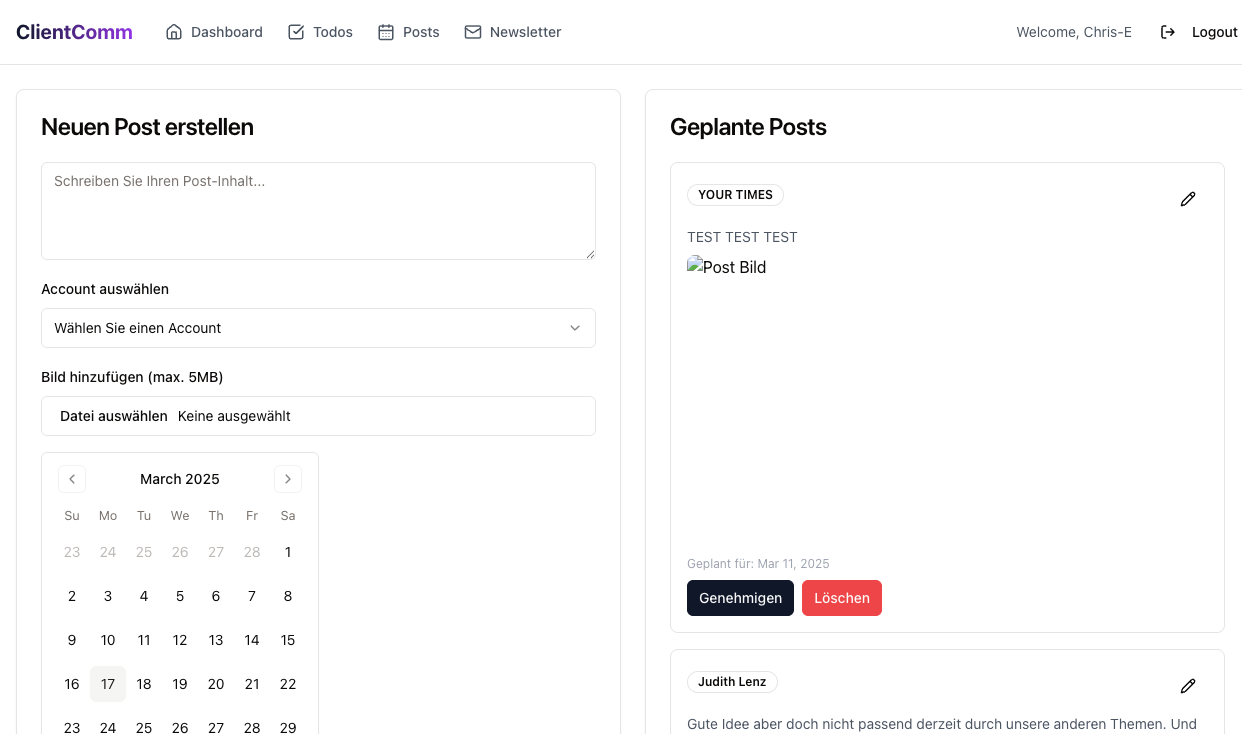 ClientComm
Dashboard
Todos
Posts
Newsletter
Welcome, Chris-E
Logout
Neuen Post erstellen
Schreiben Sie Ihren Post-Inhalt...
Account auswählen
Wählen Sie einen Account
Bild hinzufügen (max. 5MB)
Datei auswählen Keine ausgewählt
March 2025
Su Mo Tu We Th Fr Sa
23 24 25 26 27 28 1
2 3 4 5 6 7 8
9 10 11 12 13 14 15
16 17 18 19 20 21 22
23 24 25 26 27 28 29
Geplante Posts
YOUR TIMES
TEST TEST TEST
Post Bild
Geplant für: Mar 11, 2025
Genehmigen
Löschen
Judith Lenz
Gute Idee aber doch nicht passend derzeit durch unsere anderen Themen. Und